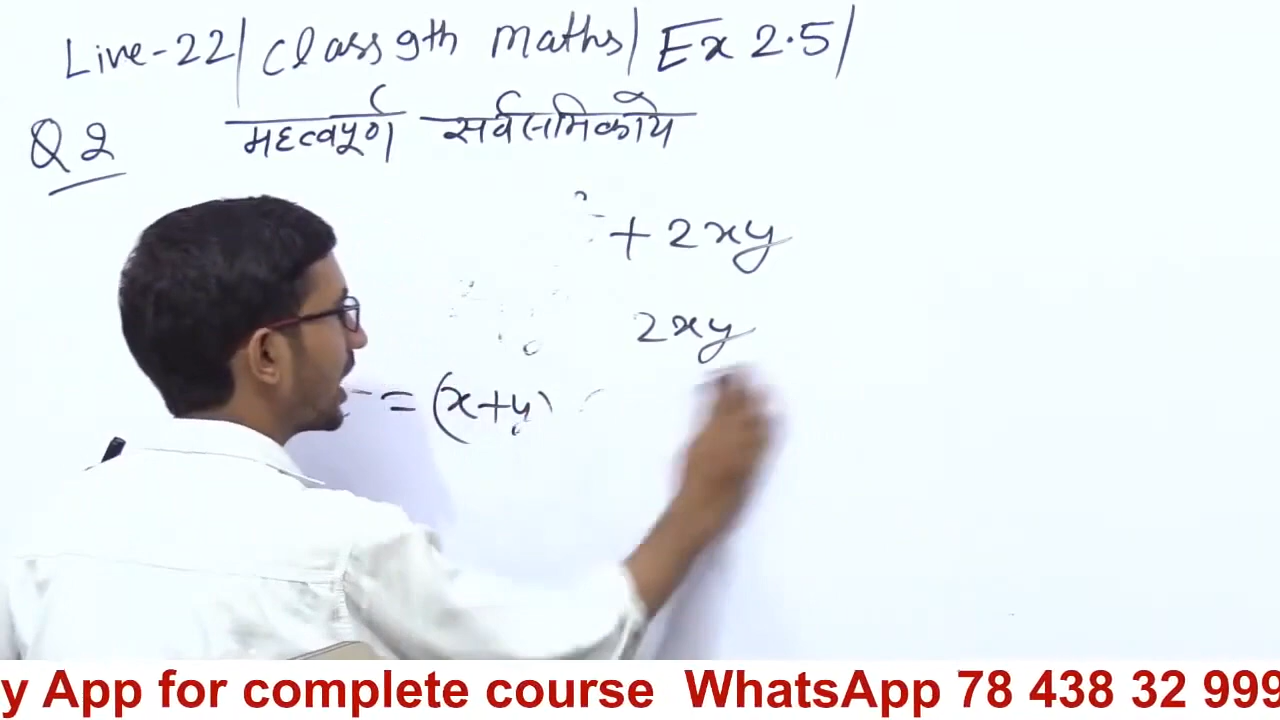 Live-22 | Class 9th maths | Ex 2.5 |
Q 2 महत्वपूर्ण सर्वसमिकायें
+ 2xy
2xy
= (x+y)
y App for complete course WhatsApp 78 438 32 999